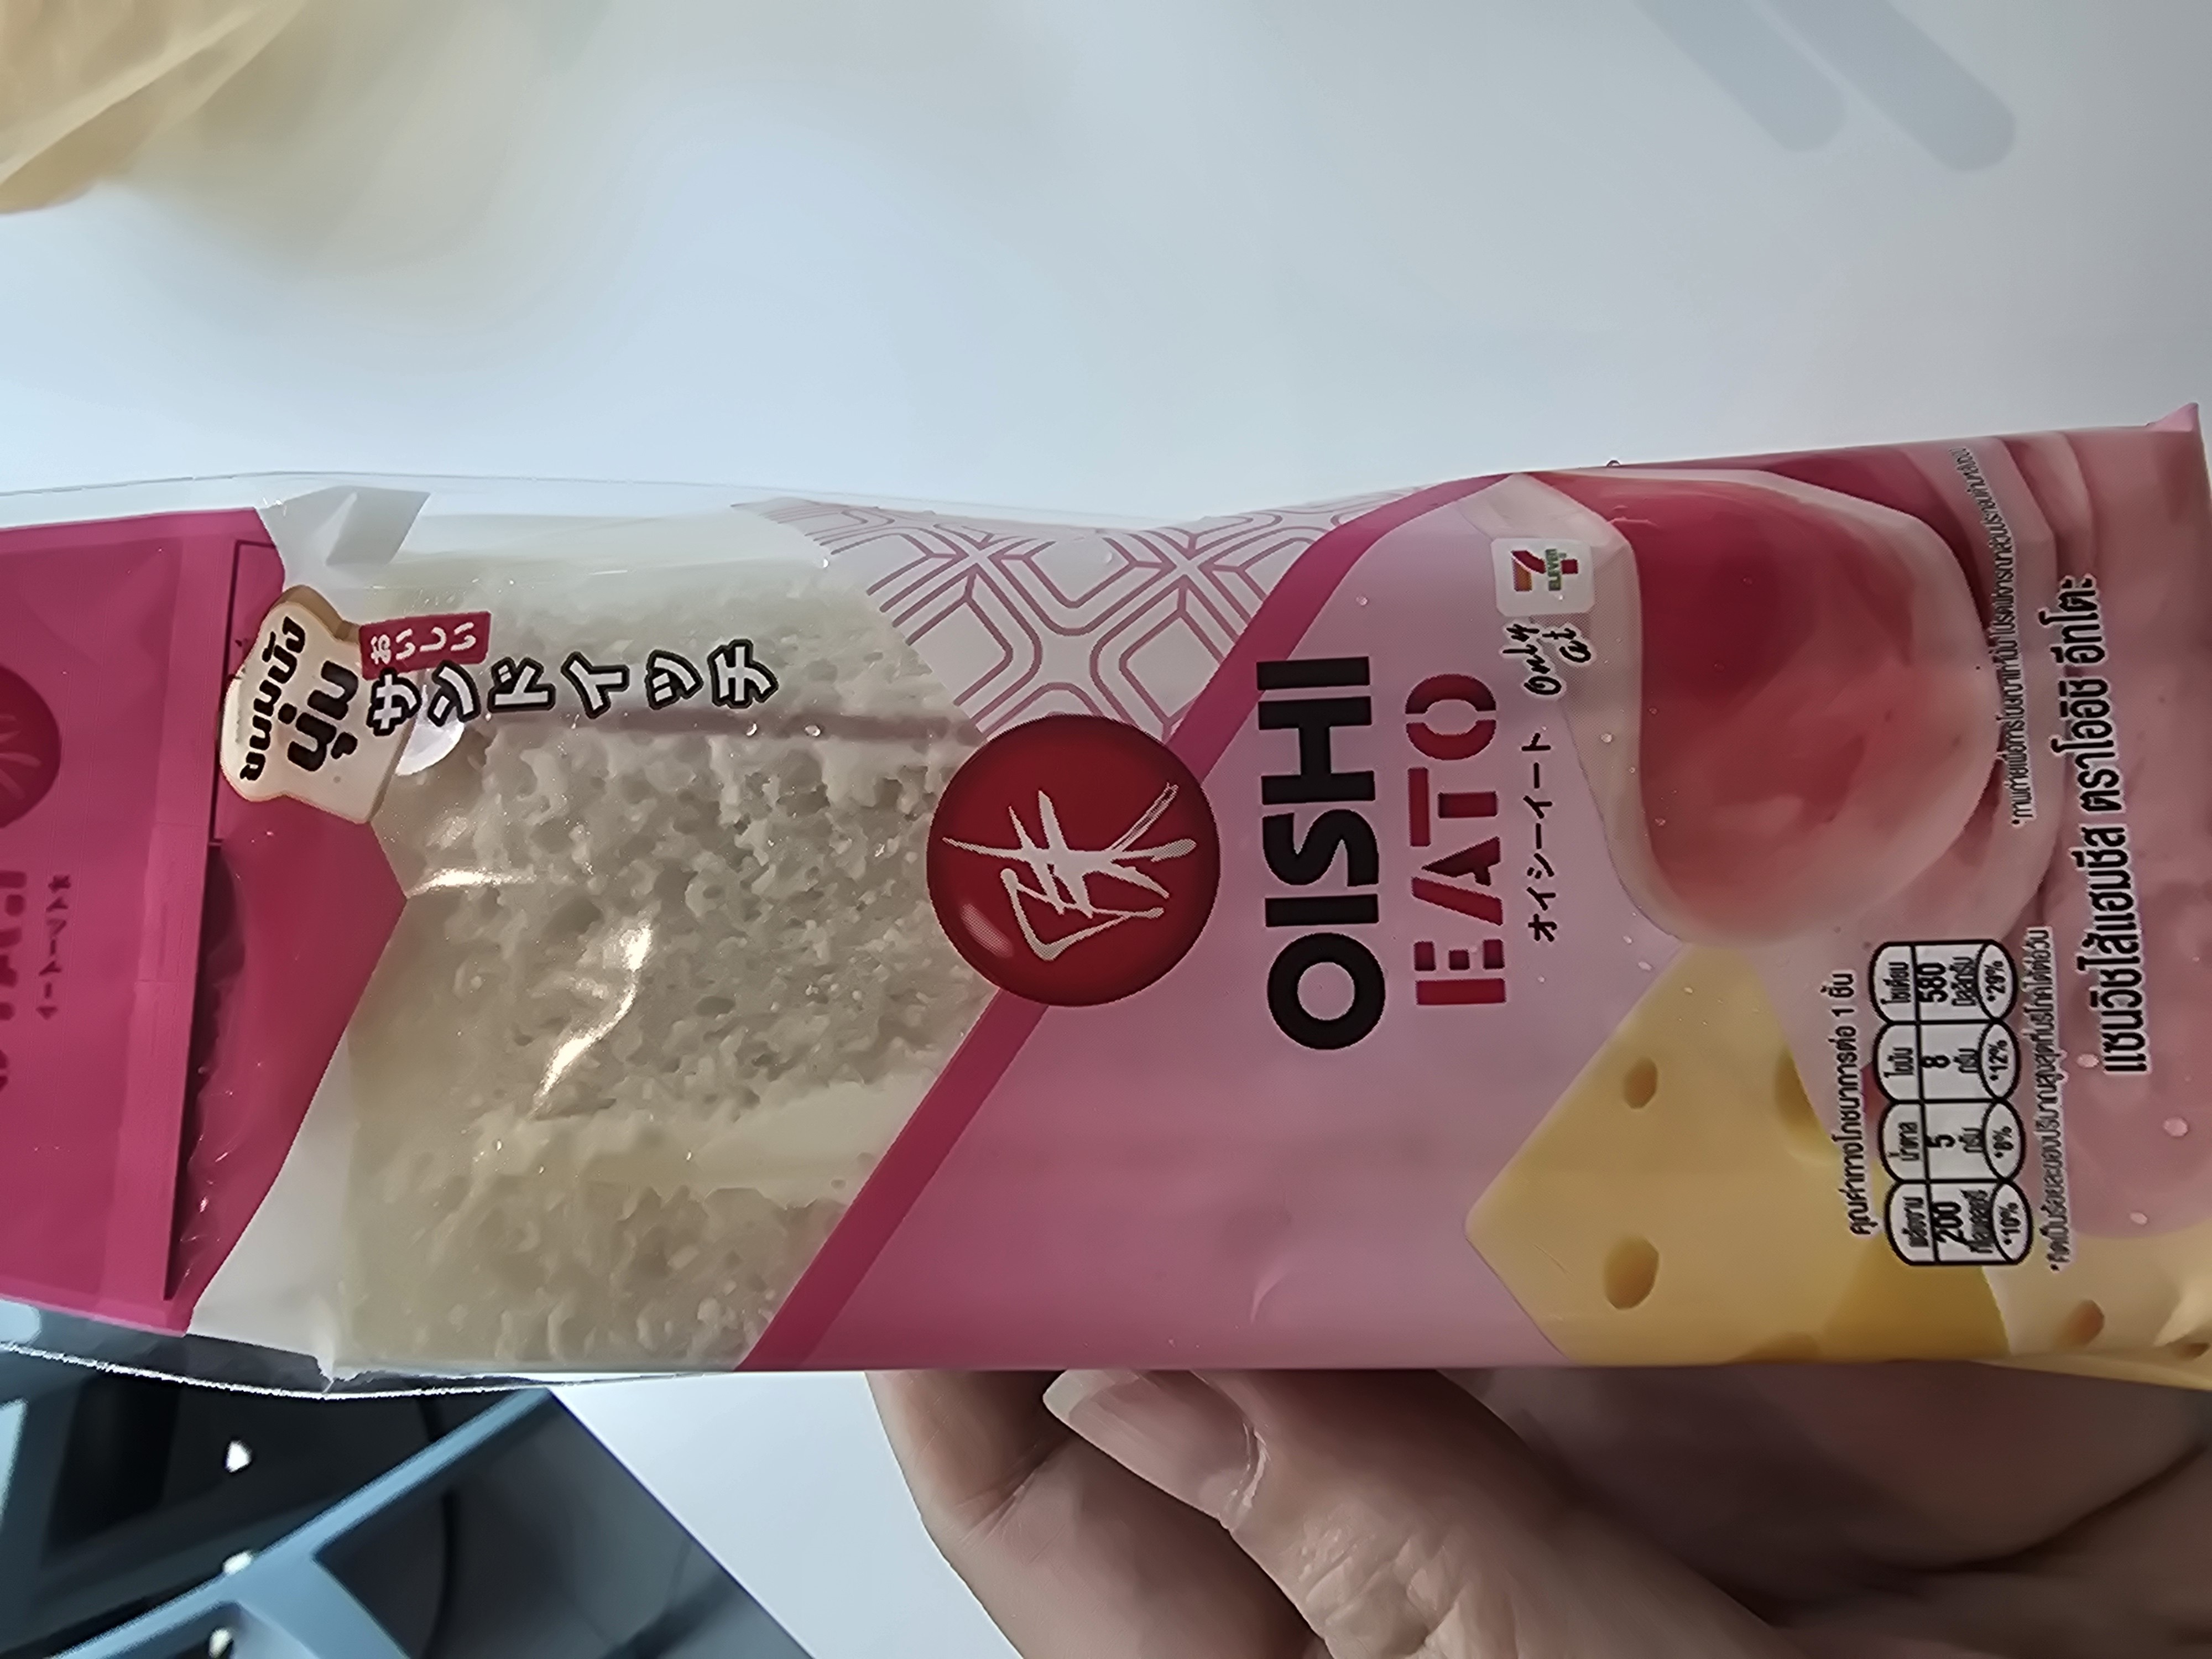 ขนมปัง
นุ่ม
おいしい
サンドイッチ
OISHI
EATO
オイシーイート
Only at
7 ELEVEN
คุณค่าทางโภชนาการต่อ 1 ชิ้น
พลังงาน น้ำตาล ไขมัน โซเดียม
200 5 8 580
กิโลแคลอรี กรัม กรัม มิลลิกรัม
*10% *8% *12% *29%
*คิดเป็นร้อยละของปริมาณสูงสุดที่บริโภคได้ต่อวัน
แซนวิชไส้แฮมชีส ตราโออิชิ อีทโตะ